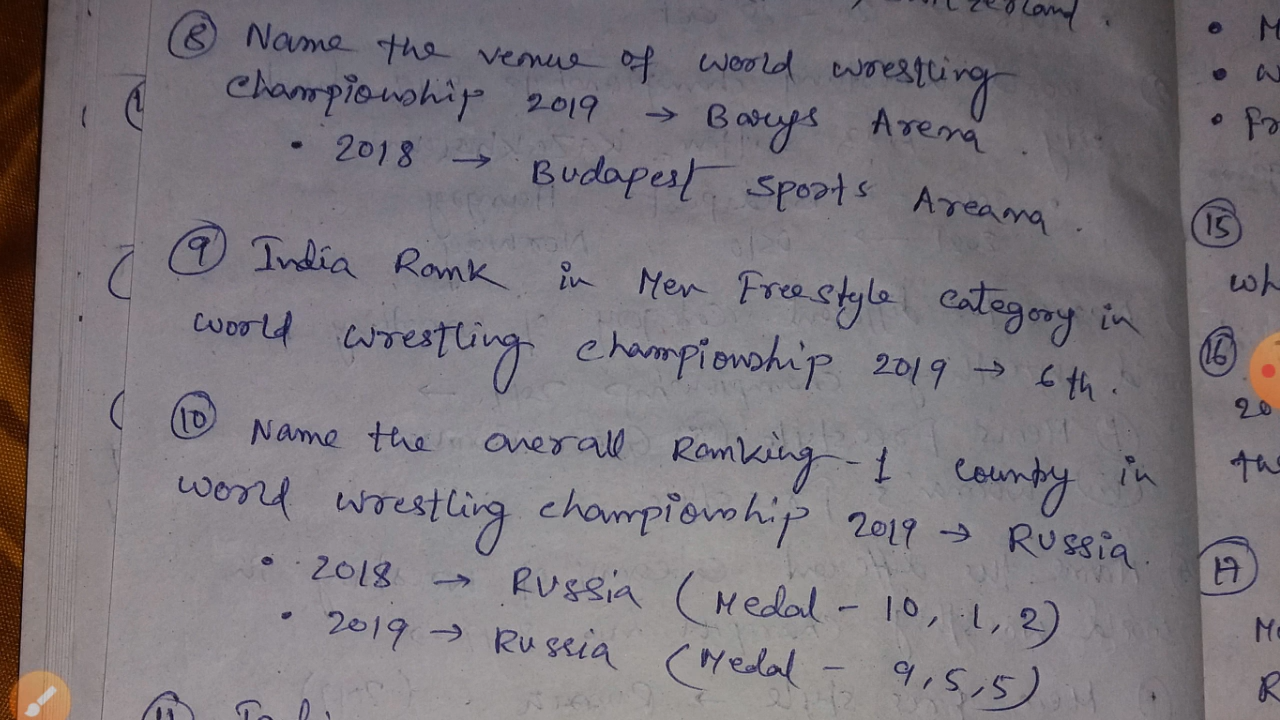 ⑧ Name the venue of world wrestling
championship 2019 → Barys Arena.
• 2018 → Budapest Sports Areana.
⑨ India Rank in Men Freestyle category in
world wrestling championship 2019 → 6th.
⑩ Name the overall Ranking-1 country in
world wrestling championship 2019 → Russia.
• 2018 → Russia (Medal - 10, 1, 2)
• 2019 → Russia (Medal - 9, 5, 5)
⑪
⑮
⑯
20
⑰